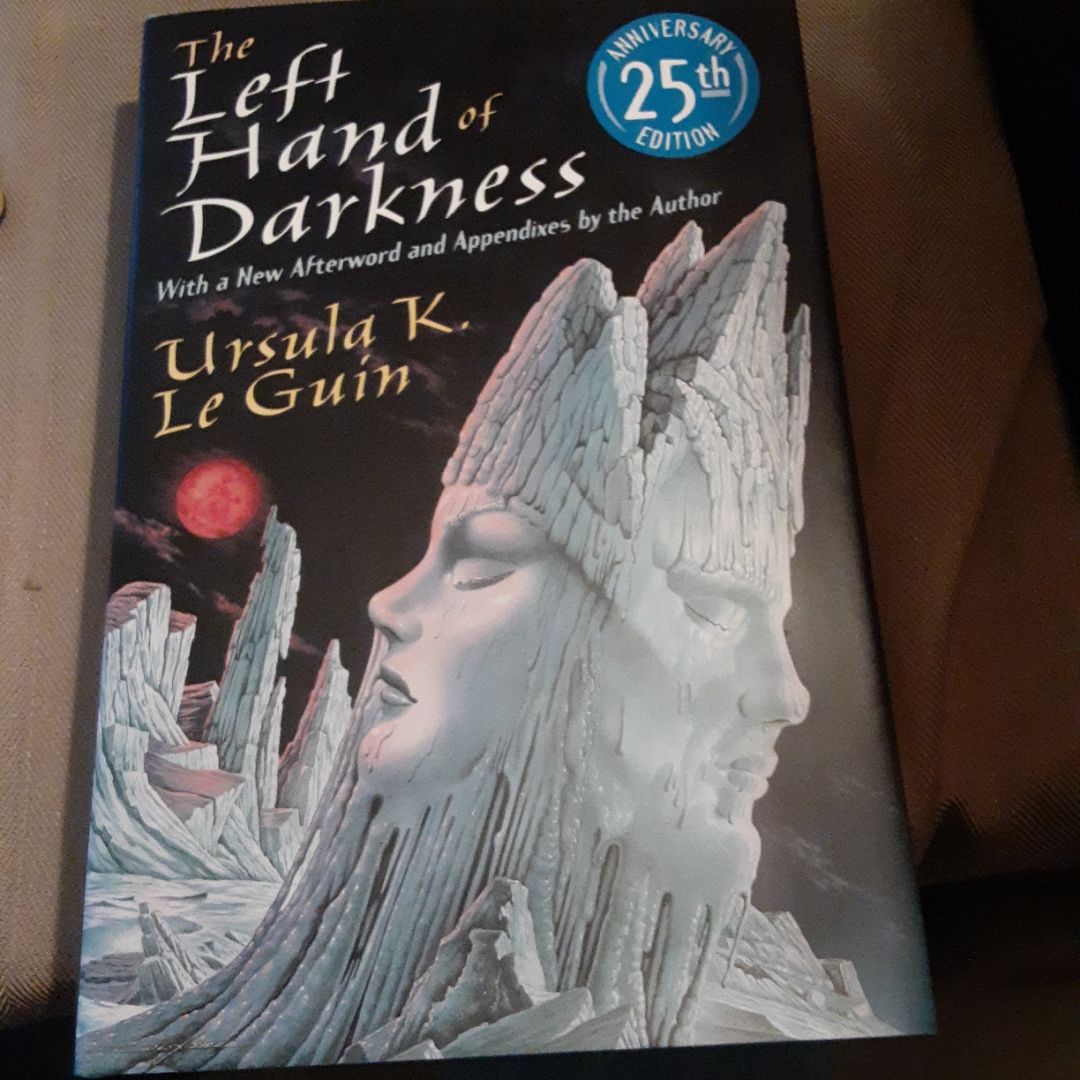 The
Left
Hand of
Darkness
With a New Afterword and Appendixes by the Author
Ursula K.
Le Guin
ANNIVERSARY
25th
EDITION